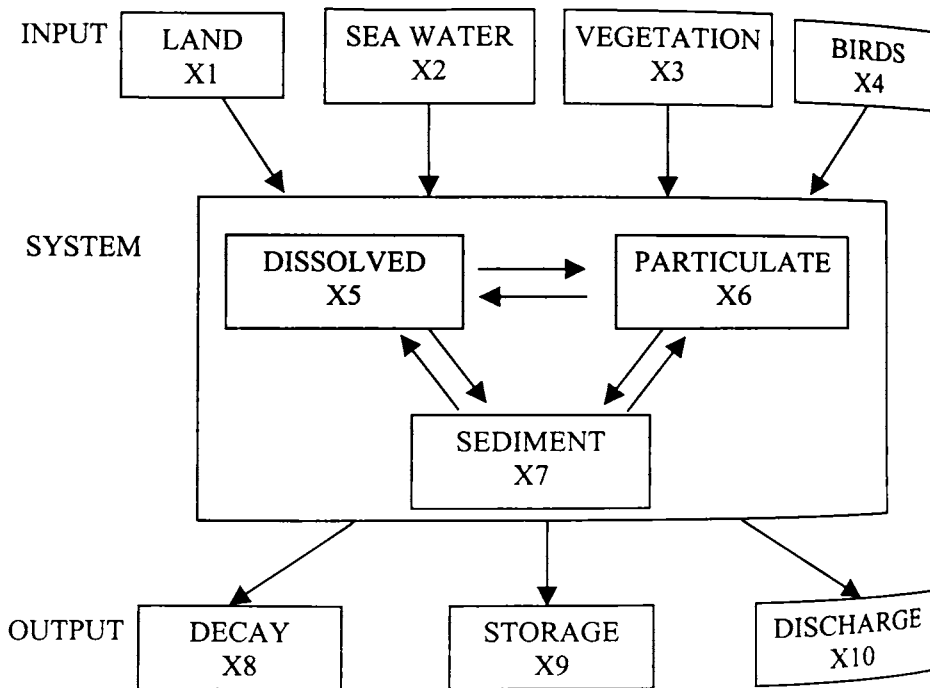 INPUT
LAND
X1
SEA WATER
X2
VEGETATION
X3
BIRDS
X4
SYSTEM
DISSOLVED
X5
PARTICULATE
X6
SEDIMENT
X7
OUTPUT
DECAY
X8
STORAGE
X9
DISCHARGE
X10